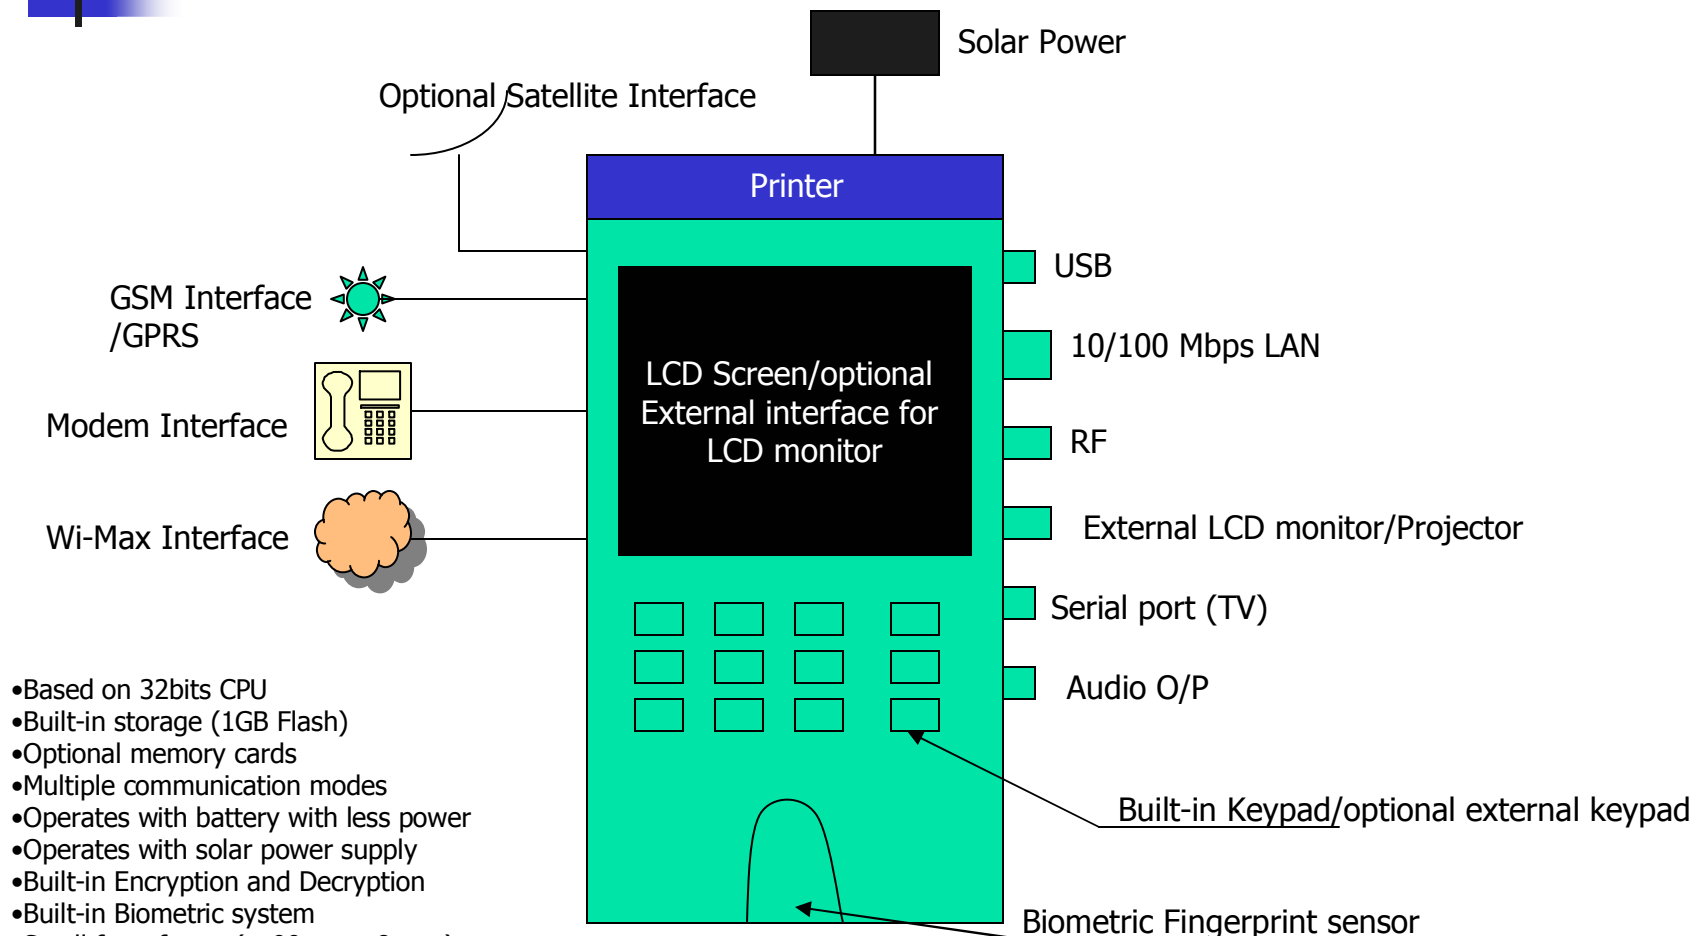 Solar Power
Optional Satellite Interface
Printer
GSM Interface
/GPRS
Modem Interface
Wi-Max Interface
LCD Screen/optional
External interface for
LCD monitor
USB
10/100 Mbps LAN
RF
External LCD monitor/Projector
Serial port (TV)
Audio O/P
Built-in Keypad/optional external keypad
Biometric Fingerprint sensor
•Based on 32bits CPU
•Built-in storage (1GB Flash)
•Optional memory cards
•Multiple communication modes
•Operates with battery with less power
•Operates with solar power supply
•Built-in Encryption and Decryption
•Built-in Biometric system